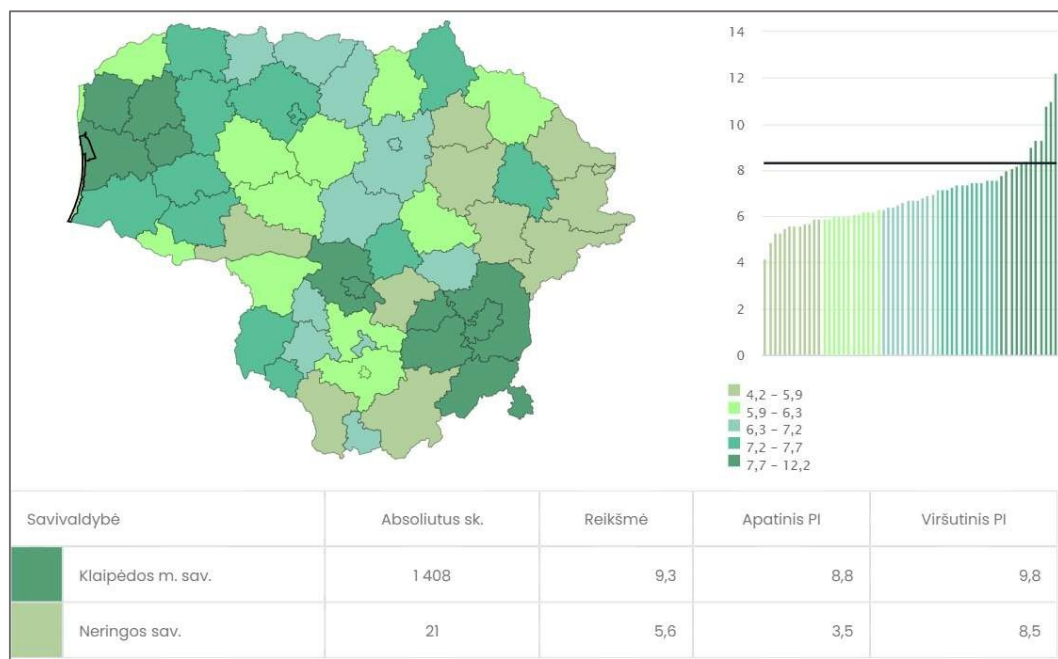 14
12
10
8
6
4
2
0
4,2 – 5,9
5,9 – 6,3
6,3 – 7,2
7,2 – 7,7
7,7 – 12,2
Savivaldybė Absoliutus sk. Reikšmė Apatinis PI Viršutinis PI
Klaipėdos m. sav. 1 408 9,3 8,8 9,8
Neringos sav. 21 5,6 3,5 8,5